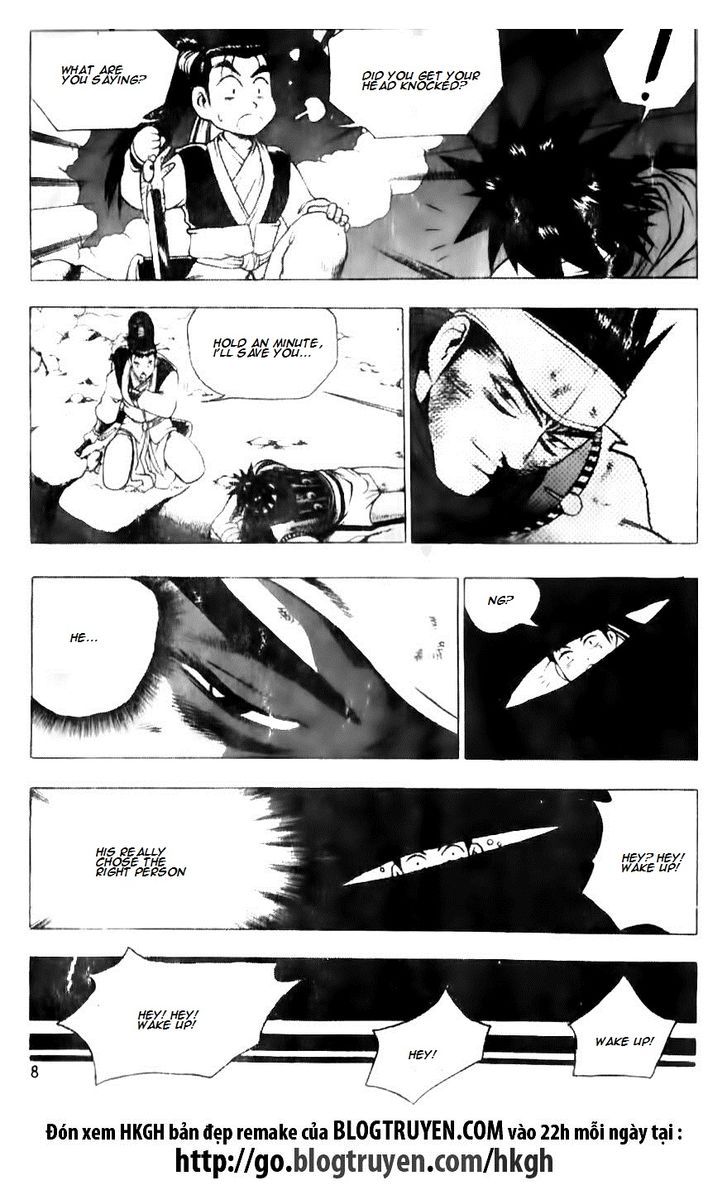 WHAT ARE
YOU SAYING?
DID YOU GET YOUR
HEAD KNOCKED?
!
HOLD AN MINUTE,
I'LL SAVE YOU...
HE...
NG?
HIS REALLY
CHOSE THE
RIGHT PERSON
HEY? HEY!
WAKE UP!
HEY! HEY!
WAKE UP!
HEY!
WAKE UP!
8
Đón xem HKGH bản đẹp remake của BLOGTRUYEN.COM vào 22h mỗi ngày tại :
http://go.blogtruyen.com/hkgh